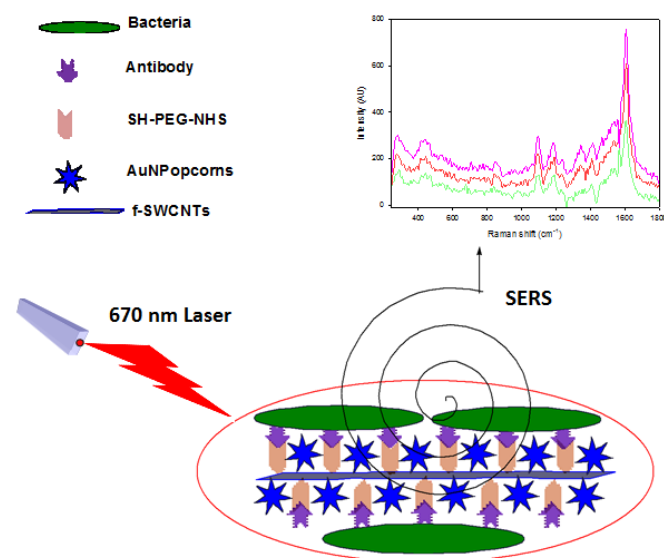 Bacteria
Antibody
SH-PEG-NHS
AuNPopcorns
f-SWCNTs
800
600
400
200
0
Intensity (AU)
400 600 800 1000 1200 1400 1600 1800
Raman shift (cm⁻¹)
SERS
670 nm Laser